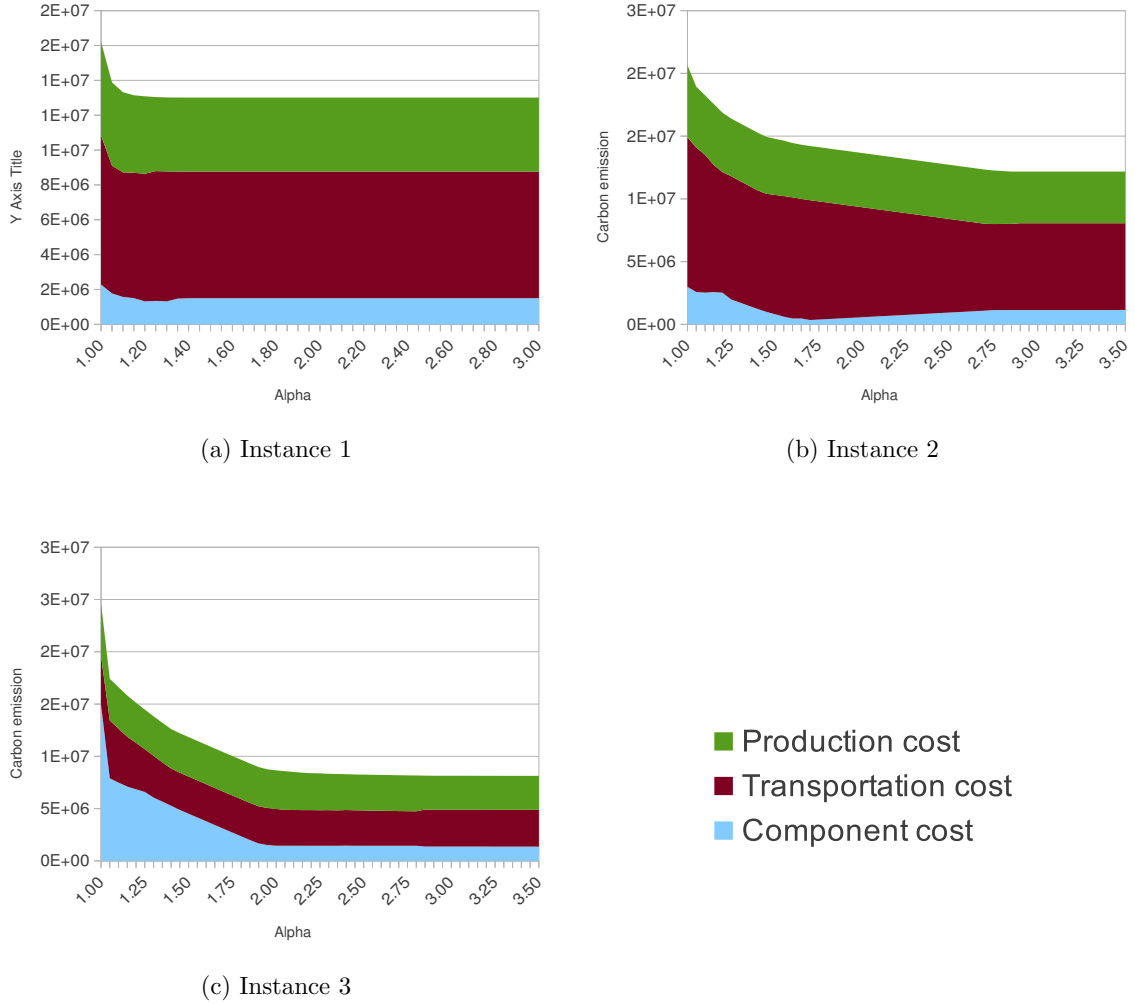 2E+07
2E+07
1E+07
1E+07
1E+07
8E+06
6E+06
4E+06
2E+06
0E+00
Y Axis Title
1.00 1.20 1.40 1.60 1.80 2.00 2.20 2.40 2.60 2.80 3.00
Alpha
(a) Instance 1
3E+07
2E+07
2E+07
1E+07
5E+06
0E+00
Carbon emission
1.00 1.25 1.50 1.75 2.00 2.25 2.50 2.75 3.00 3.25 3.50
Alpha
(b) Instance 2
3E+07
3E+07
2E+07
2E+07
1E+07
5E+06
0E+00
Carbon emission
1.00 1.25 1.50 1.75 2.00 2.25 2.50 2.75 3.00 3.25 3.50
Alpha
(c) Instance 3
Production cost
Transportation cost
Component cost